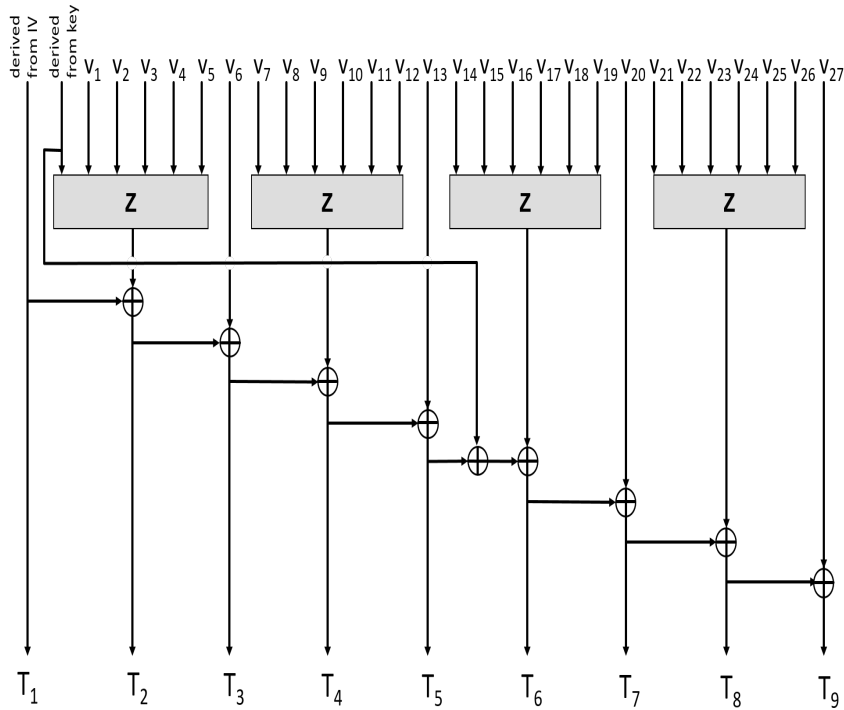 derived
from IV
derived
from key
V₁ V₂ V₃ V₄ V₅ V₆ V₇ V₈ V₉ V₁₀ V₁₁ V₁₂ V₁₃ V₁₄ V₁₅ V₁₆ V₁₇ V₁₈ V₁₉ V₂₀ V₂₁ V₂₂ V₂₃ V₂₄ V₂₅ V₂₆ V₂₇
Z Z Z Z
T₁ T₂ T₃ T₄ T₅ T₆ T₇ T₈ T₉